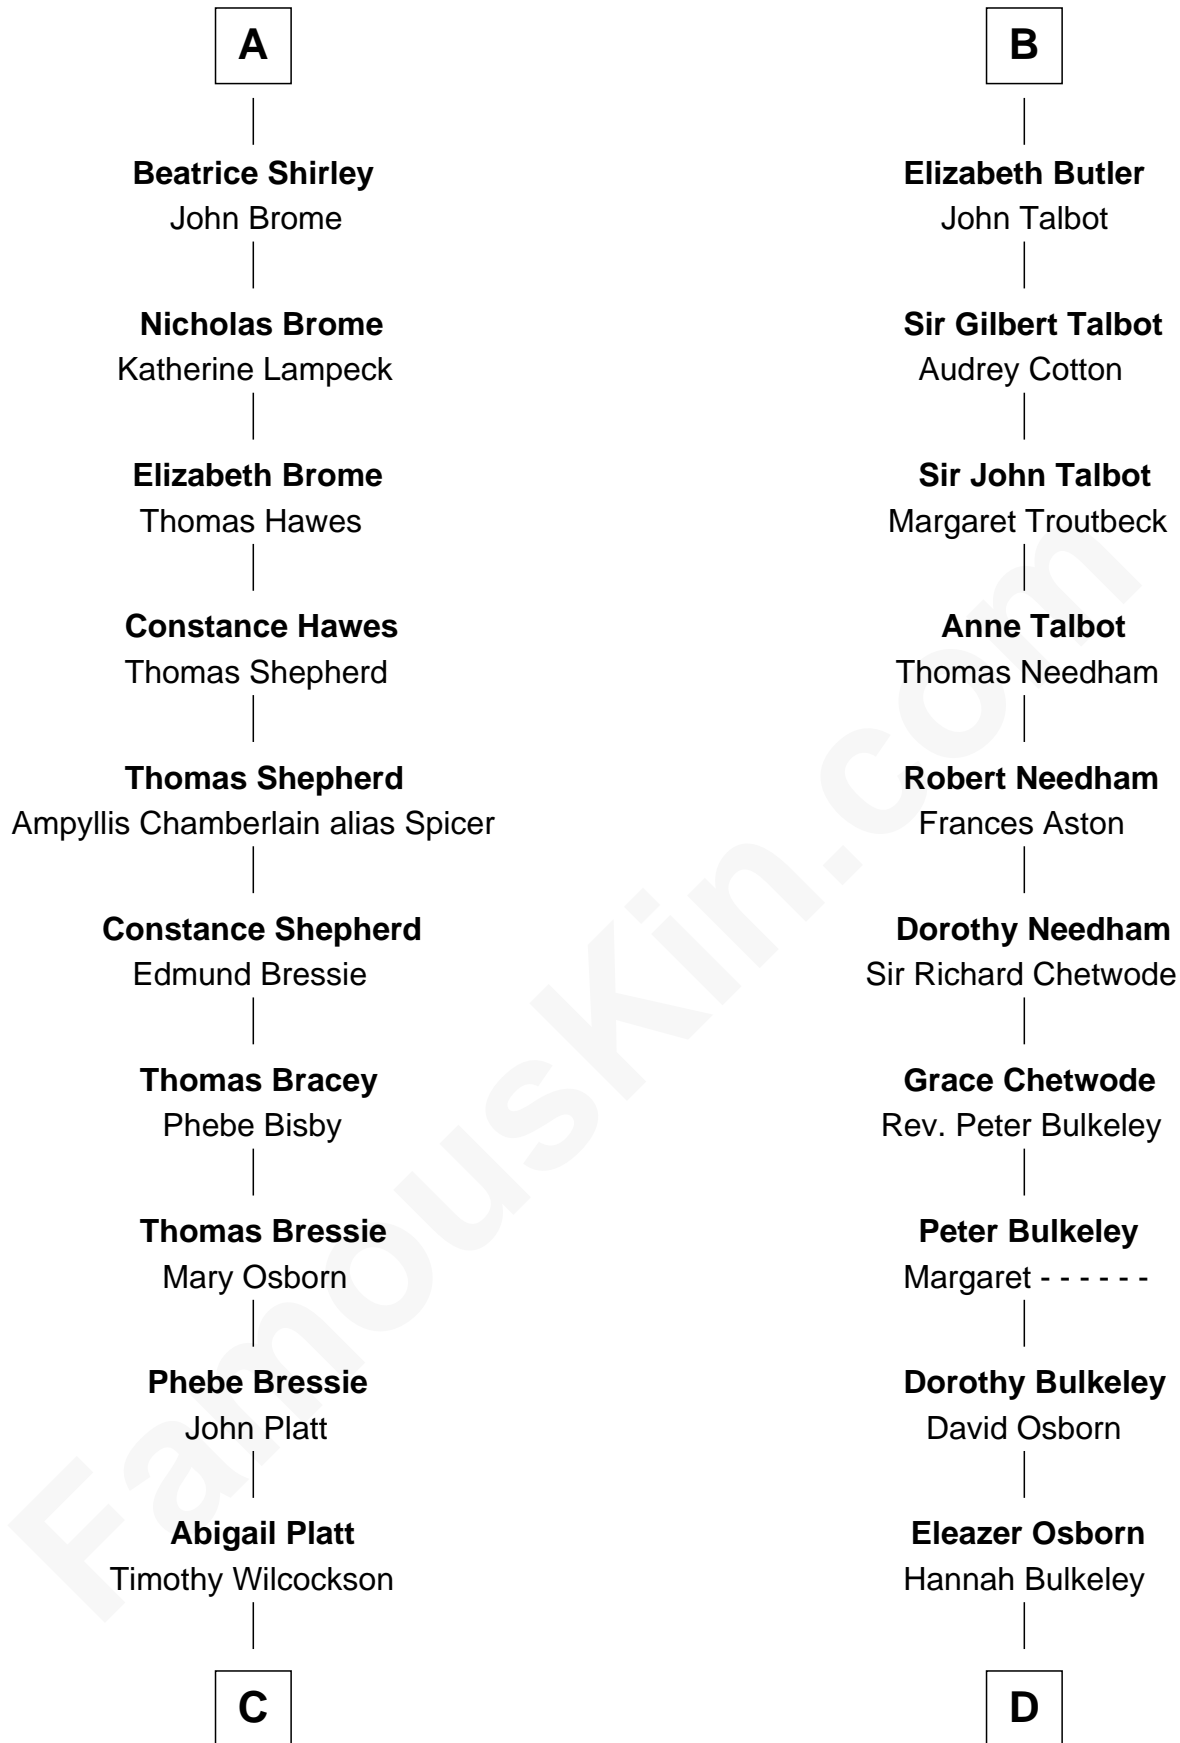 A
Beatrice Shirley
John Brome
Nicholas Brome
Katherine Lampeck
Elizabeth Brome
Thomas Hawes
Constance Hawes
Thomas Shepherd
Thomas Shepherd
Ampyllis Chamberlain alias Spicer
Constance Shepherd
Edmund Bressie
Thomas Bracey
Phebe Bisby
Thomas Bressie
Mary Osborn
Phebe Bressie
John Platt
Abigail Platt
Timothy Wilcockson
C
B
Elizabeth Butler
John Talbot
Sir Gilbert Talbot
Audrey Cotton
Sir John Talbot
Margaret Troutbeck
Anne Talbot
Thomas Needham
Robert Needham
Frances Aston
Dorothy Needham
Sir Richard Chetwode
Grace Chetwode
Rev. Peter Bulkeley
Peter Bulkeley
Margaret - - - - - -
Dorothy Bulkeley
David Osborn
Eleazer Osborn
Hannah Bulkeley
D
FamousKin.com